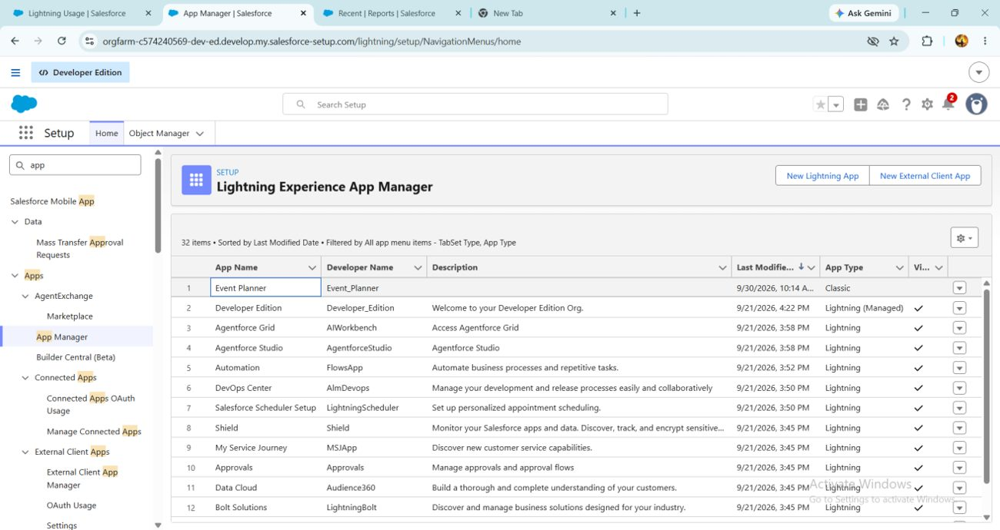 Lightning Usage | Salesforce
App Manager | Salesforce
Recent | Reports | Salesforce
New Tab
Ask Gemini
orgfarm-c574240569-dev-ed.develop.my.salesforce-setup.com/lightning/setup/NavigationMenus/home
Developer Edition
Search Setup
2
Setup
Home
Object Manager
app
Salesforce Mobile App
Data
Mass Transfer Approval
Requests
Apps
AgentExchange
Marketplace
App Manager
Builder Central (Beta)
Connected Apps
Connected Apps OAuth
Usage
Manage Connected Apps
External Client Apps
External Client App
Manager
OAuth Usage
Settings
SETUP
Lightning Experience App Manager
New Lightning App
New External Client App
32 items • Sorted by Last Modified Date • Filtered by All app menu items - TabSet Type, App Type
App Name Developer Name Description Last Modifie... App Type Vi...
1 Event Planner Event_Planner 9/30/2026, 10:14 A... Classic
2 Developer Edition Developer_Edition Welcome to your Developer Edition Org. 9/21/2026, 4:22 PM Lightning (Managed)
3 Agentforce Grid AIWorkbench Access Agentforce Grid 9/21/2026, 3:58 PM Lightning
4 Agentforce Studio AgentforceStudio Agentforce Studio 9/21/2026, 3:58 PM Lightning
5 Automation FlowsApp Automate business processes and repetitive tasks. 9/21/2026, 3:52 PM Lightning
6 DevOps Center AlmDevops Manage your development and release processes easily and collaboratively 9/21/2026, 3:50 PM Lightning
7 Salesforce Scheduler Setup LightningScheduler Set up personalized appointment scheduling. 9/21/2026, 3:50 PM Lightning
8 Shield Shield Monitor your Salesforce apps and data. Discover, track, and encrypt sensitive... 9/21/2026, 3:45 PM Lightning
9 My Service Journey MSJApp Discover new customer service capabilities. 9/21/2026, 3:45 PM Lightning
10 Approvals Approvals Manage approvals and approval flows 9/21/2026, 3:45 PM Lightning
11 Data Cloud Audience360 Build a thorough and complete understanding of your customers. 9/21/2026, 3:45 PM Lightning
12 Bolt Solutions LightningBolt Discover and manage business solutions designed for your industry. 9/21/2026, 3:45 PM Lightning
Activate Windows
Go to Settings to activate Windows.